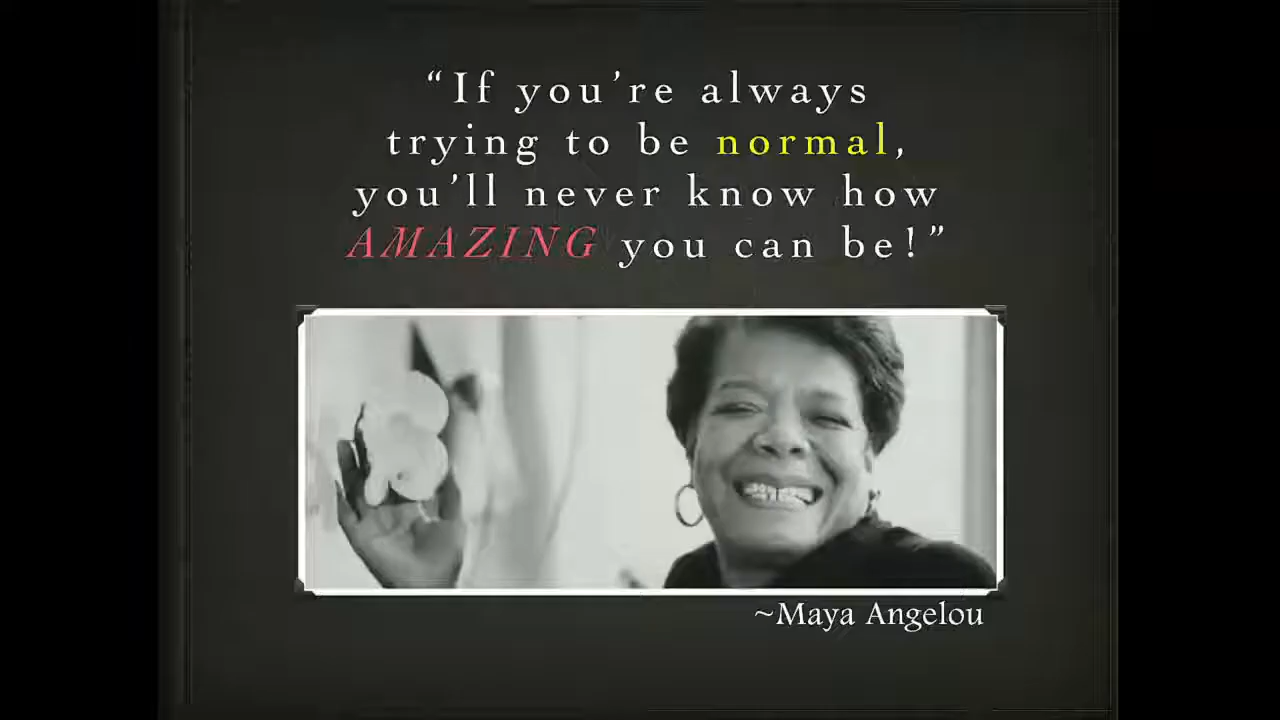 “If you’re always
trying to be normal,
you’ll never know how
AMAZING you can be!”
~Maya Angelou